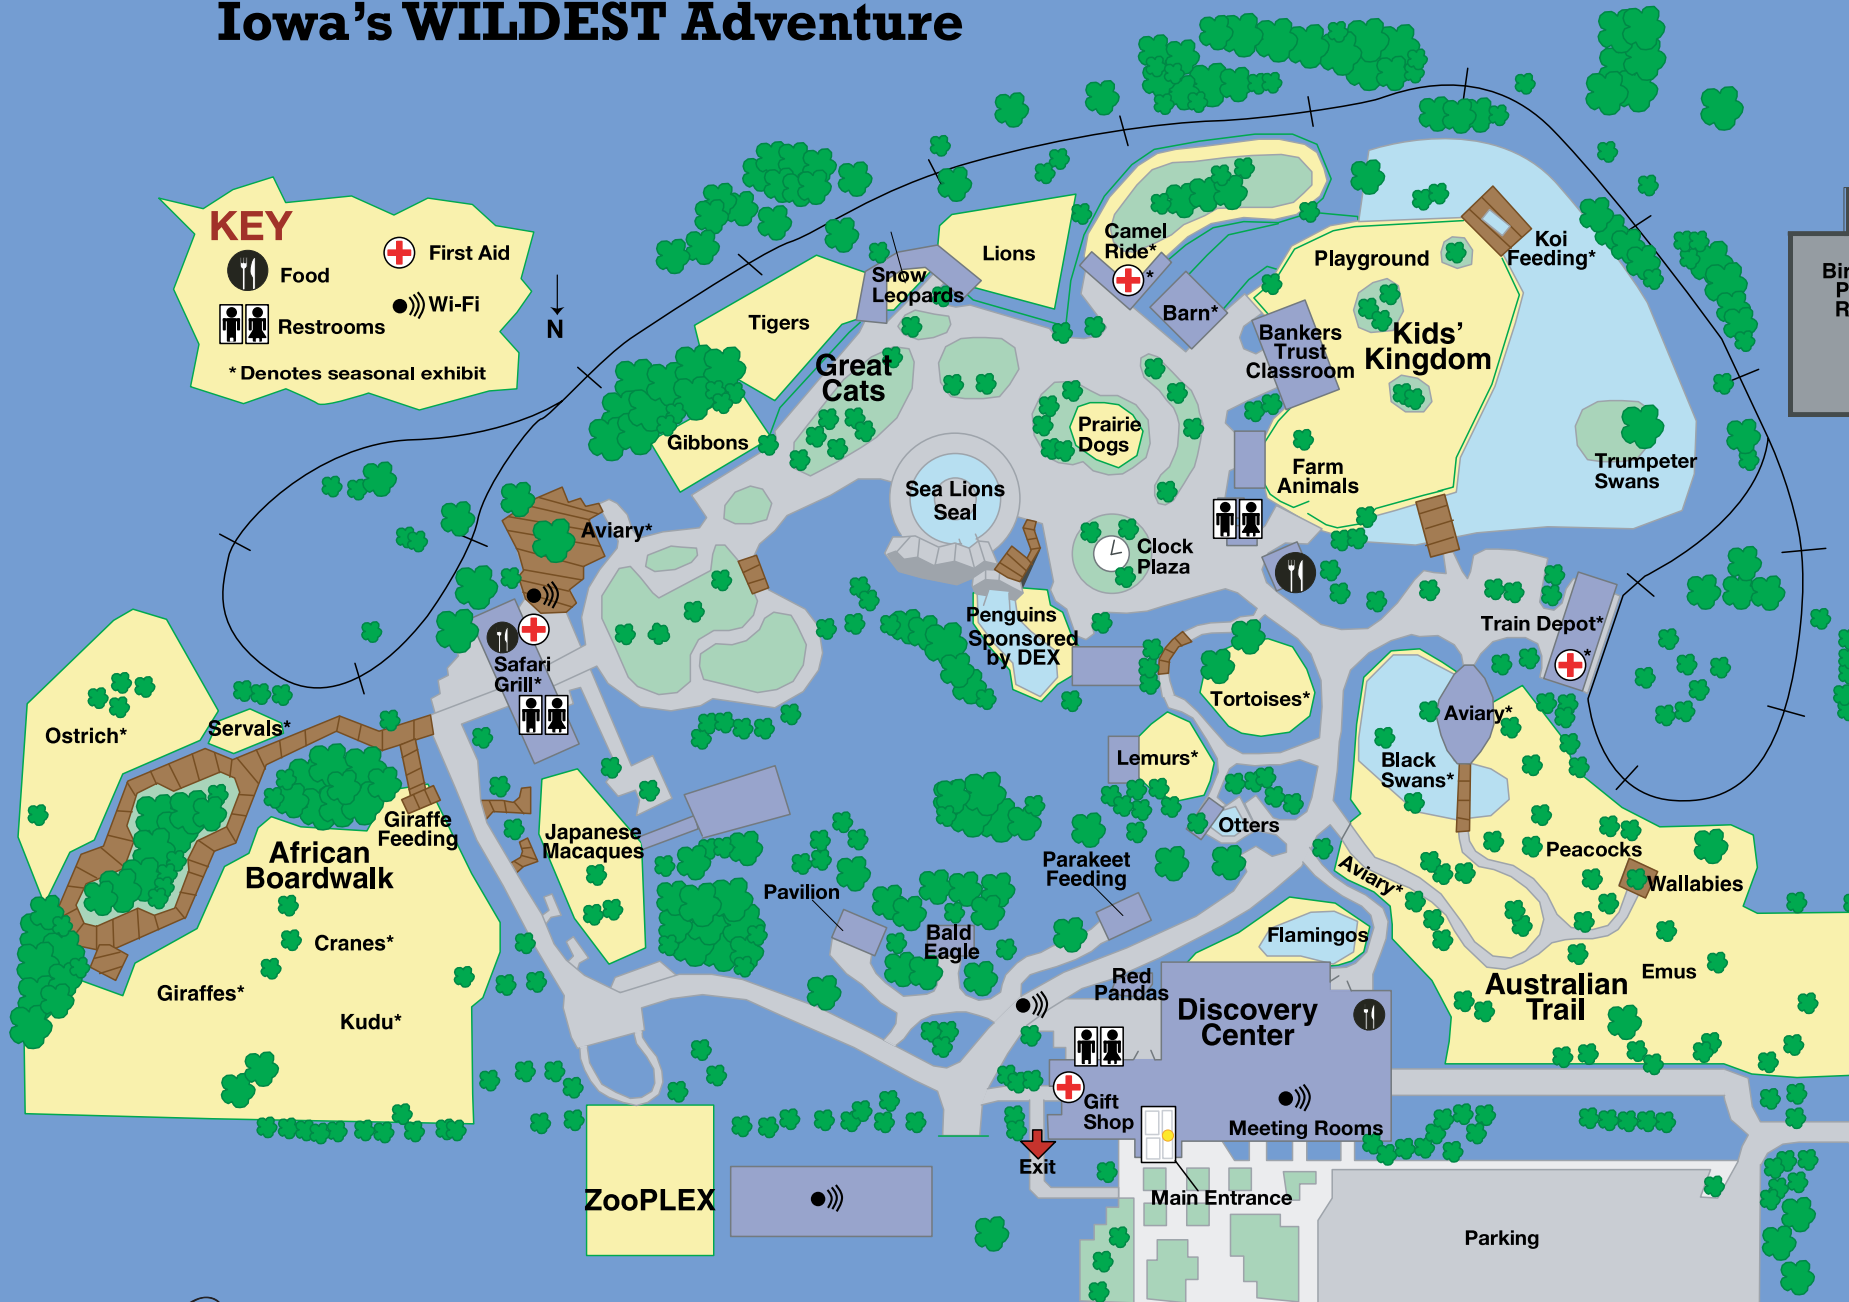 Iowa's WILDEST Adventure
KEY
First Aid
Food
Wi-Fi
Restrooms
*Denotes seasonal exhibit
N
Lions
Snow
Leopards
Tigers
Great
Cats
Gibbons
Camel
Ride*
*
Barn*
Playground
Koi
Feeding*
Bankers
Trust
Classroom
Kids'
Kingdom
Prairie
Dogs
Farm
Animals
Trumpeter
Swans
Sea Lions
Seal
Clock
Plaza
Aviary*
Penguins
Sponsored
by DEX
Train Depot*
*
Safari
Grill*
Tortoises*
Aviary*
Black
Swans*
Lemurs*
Otters
Ostrich*
Servals*
Giraffe
Feeding
African
Boardwalk
Japanese
Macaques
Cranes*
Giraffes*
Kudu*
Pavilion
Parakeet
Feeding
Bald
Eagle
Aviary*
Peacocks
Wallabies
Flamingos
Red
Pandas
Discovery
Center
Australian
Trail
Emus
Gift
Shop
Meeting Rooms
Exit
Main Entrance
ZooPLEX
Parking